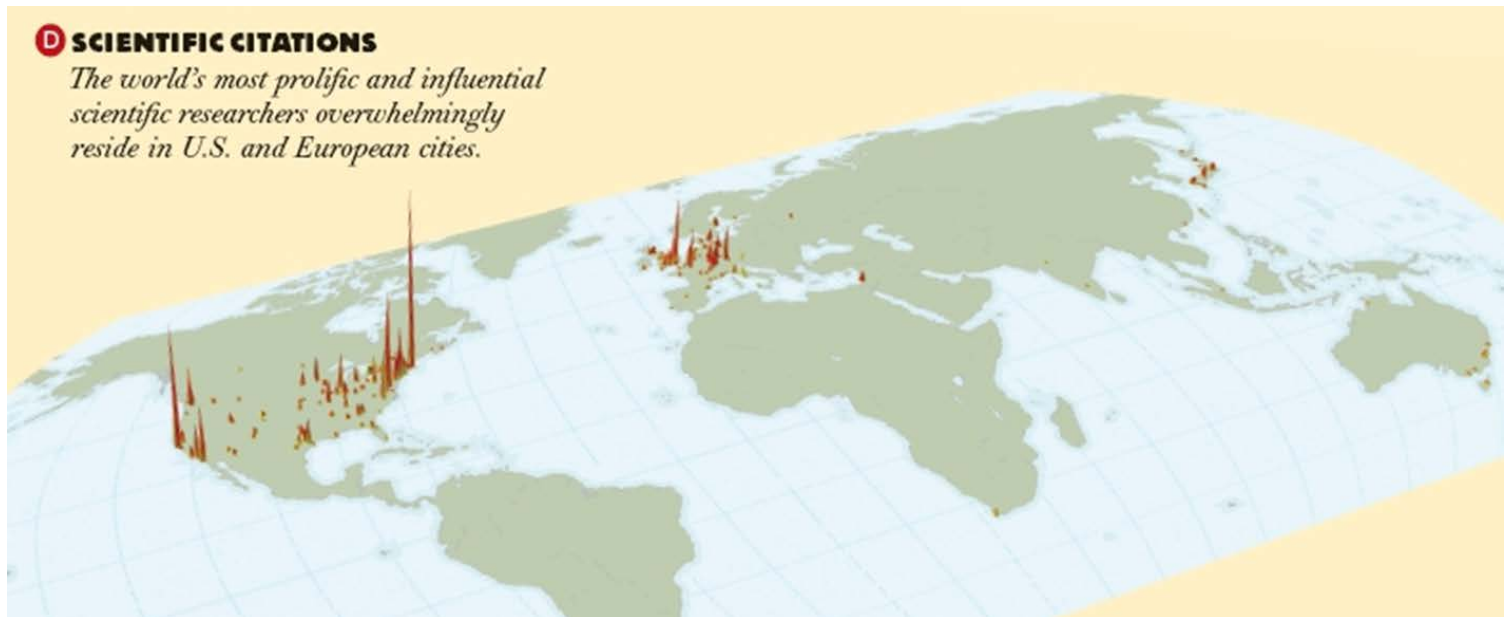 D SCIENTIFIC CITATIONS
The world's most prolific and influential
scientific researchers overwhelmingly
reside in U.S. and European cities.